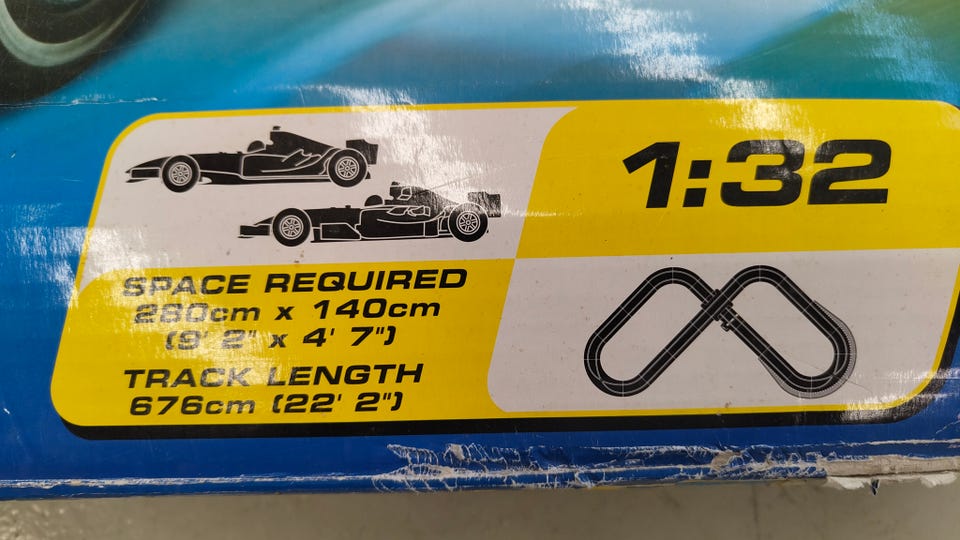 1:32
SPACE REQUIRED
280cm x 140cm
(9' 2" x 4' 7")
TRACK LENGTH
676cm (22' 2")